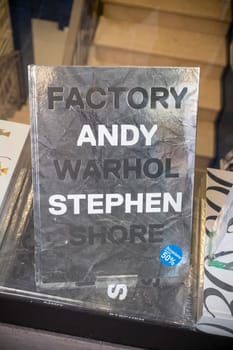 FACTORY
ANDY
WARHOL
STEPHEN
SHORE
50%